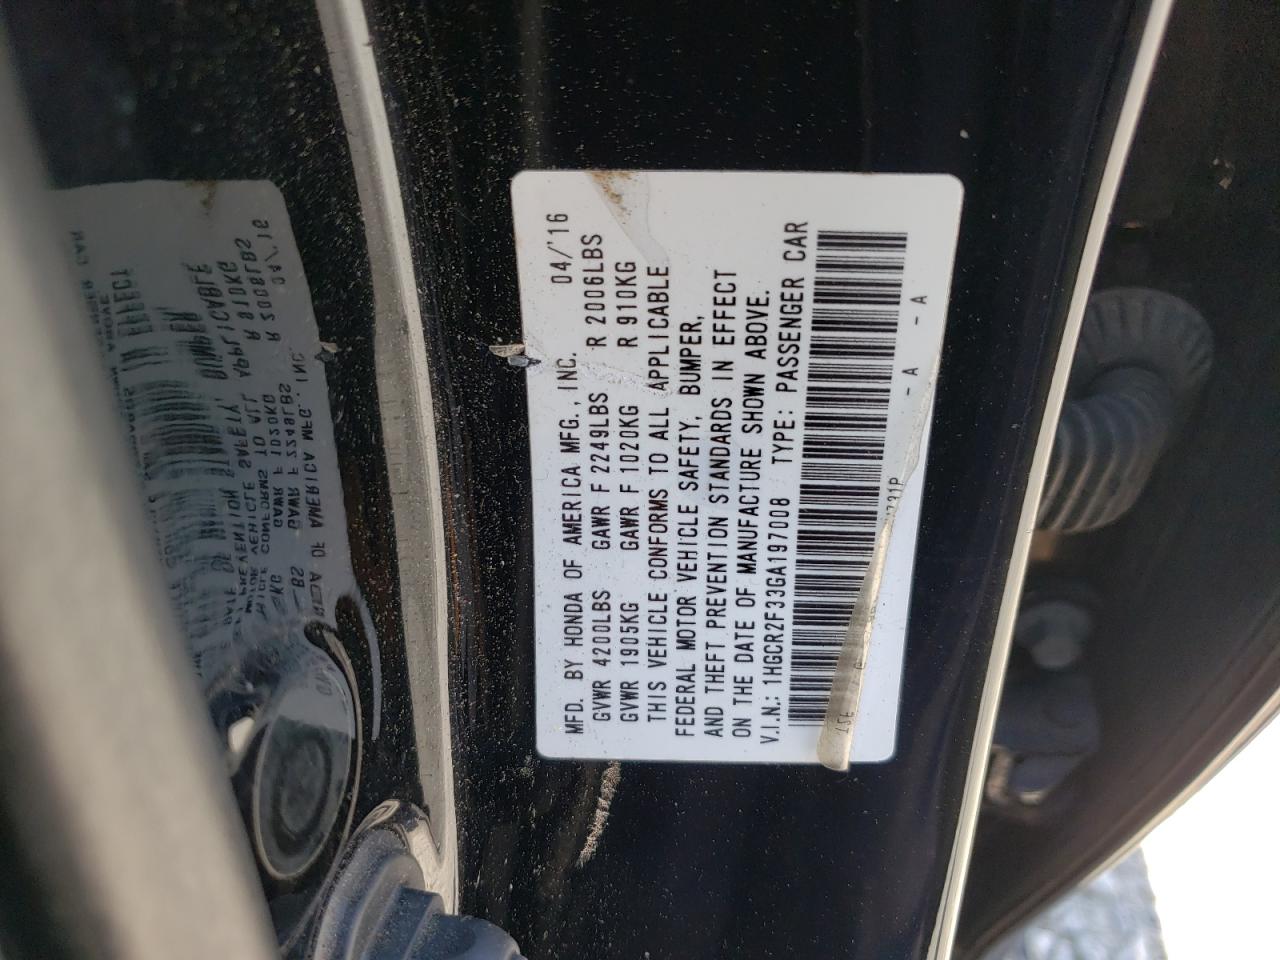 MFD. BY HONDA OF AMERICA MFG., INC. 04/'16
GVWR 4200LBS GAWR F 2249LBS R 2006LBS
GVWR 1905KG GAWR F 1020KG R 910KG
THIS VEHICLE CONFORMS TO ALL APPLICABLE
FEDERAL MOTOR VEHICLE SAFETY, BUMPER,
AND THEFT PREVENTION STANDARDS IN EFFECT
ON THE DATE OF MANUFACTURE SHOWN ABOVE.
V.I.N.: 1HGCR2F33GA197008 TYPE: PASSENGER CAR
-A -A